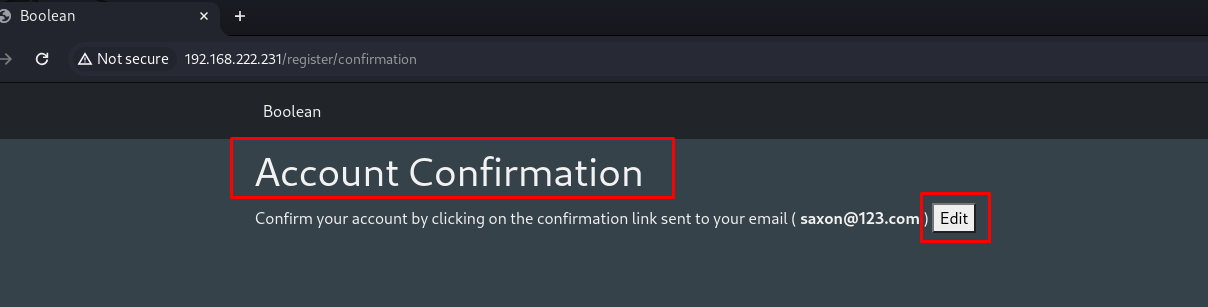 Boolean
Not secure 192.168.222.231/register/confirmation
Boolean
Account Confirmation
Confirm your account by clicking on the confirmation link sent to your email ( saxon@123.com ) Edit